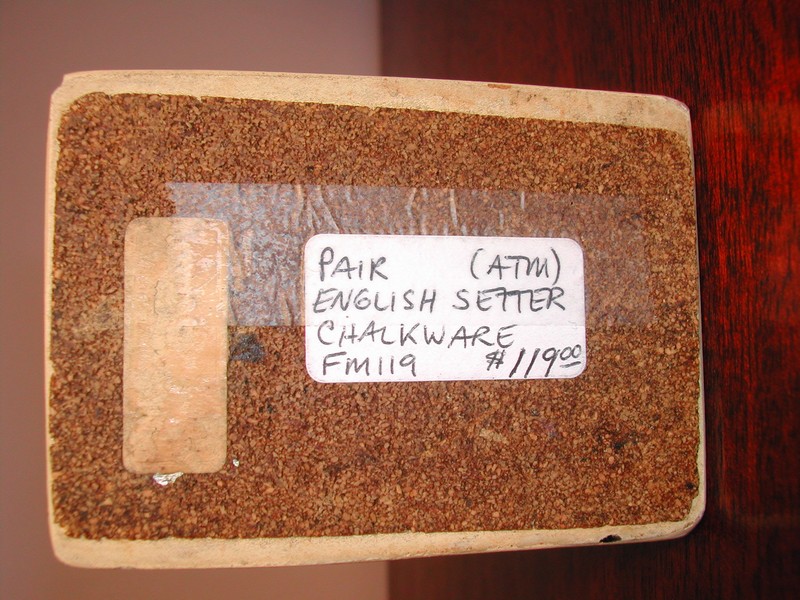 PAIR (ATM)
ENGLISH SETTER
CHALKWARE
FM119 $119.00